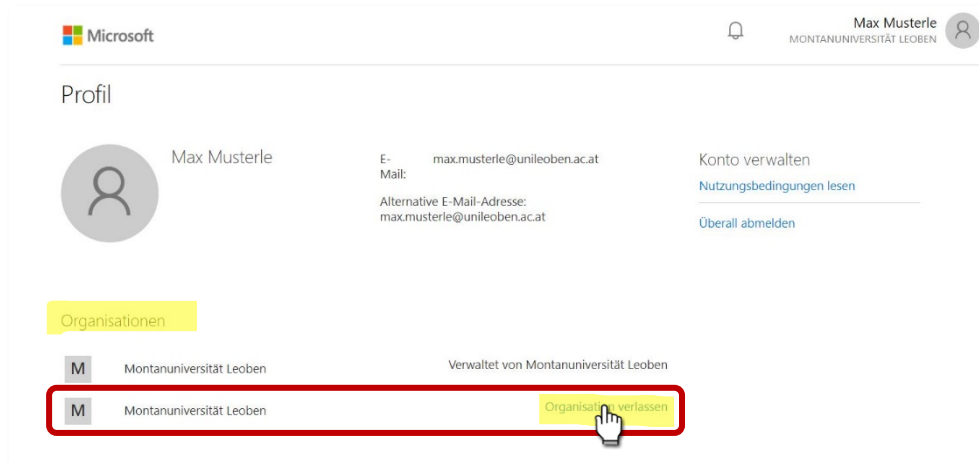 Microsoft
Max Musterle
MONTANUNIVERSITÄT LEOBEN
Profil
Max Musterle
E-Mail: max.musterle@unileoben.ac.at
Alternative E-Mail-Adresse:
max.musterle@unileoben.ac.at
Konto verwalten
Nutzungsbedingungen lesen
Überall abmelden
Organisationen
M Montanuniversität Leoben Verwaltet von Montanuniversität Leoben
M Montanuniversität Leoben Organisation verlassen